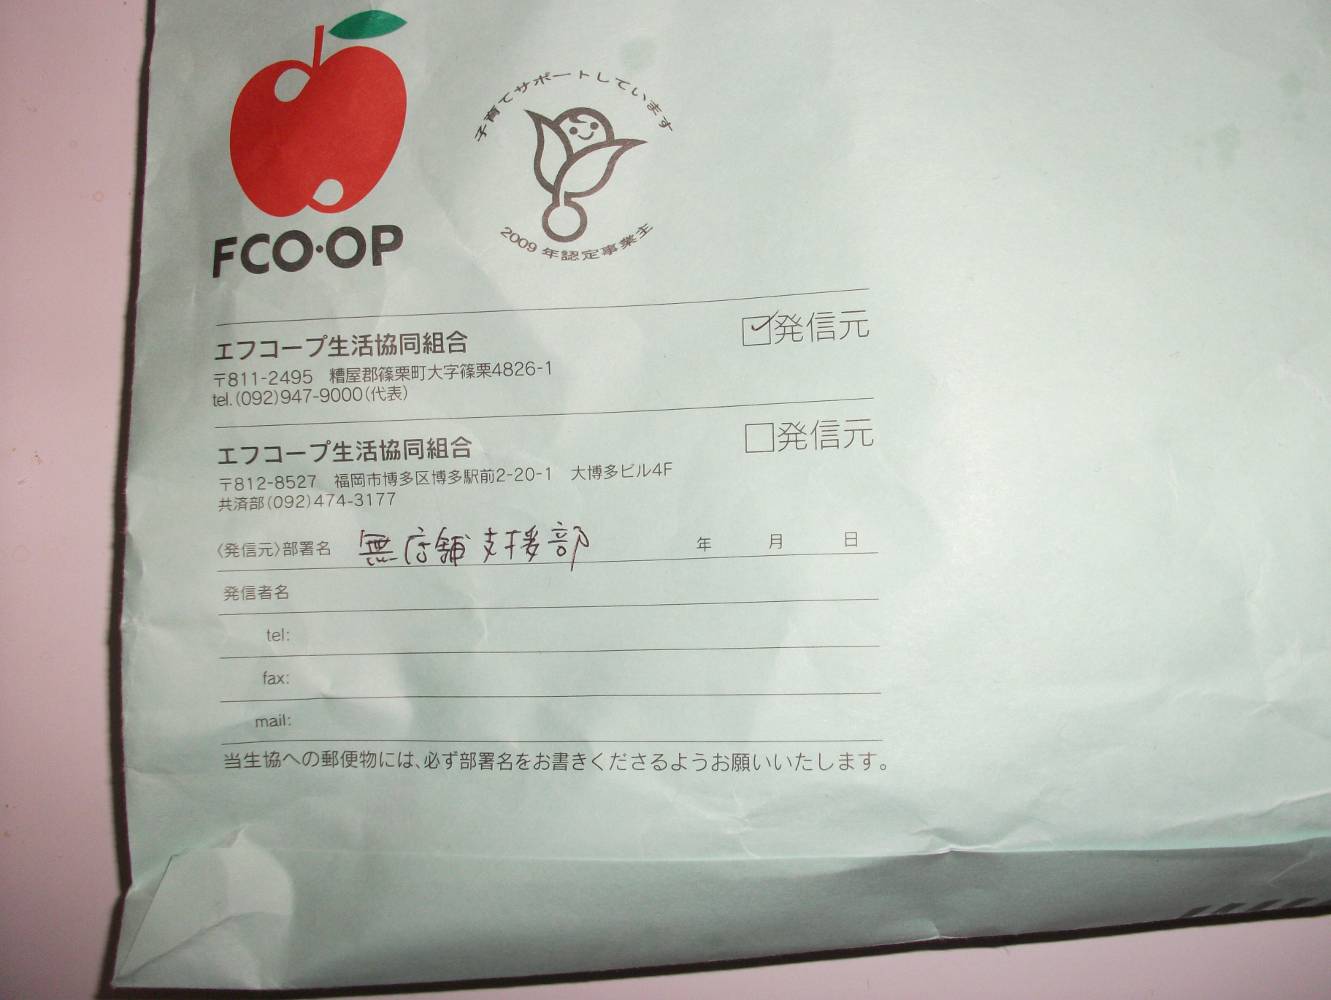 子育てサポートしています
2009年認定事業主
FCO·OP
エフコープ生活協同組合
☑発信元
〒811-2495 糟屋郡篠栗町大字篠栗4826-1
tel.(092)947-9000(代表)
エフコープ生活協同組合
□発信元
〒812-8527 福岡市博多区博多駅前2-20-1 大博多ビル4F
共済部(092)474-3177
〈発信元〉部署名 無店舗支援部 年 月 日
発信者名
tel:
fax:
mail:
当生協への郵便物には、必ず部署名をお書きくださるようお願いいたします。